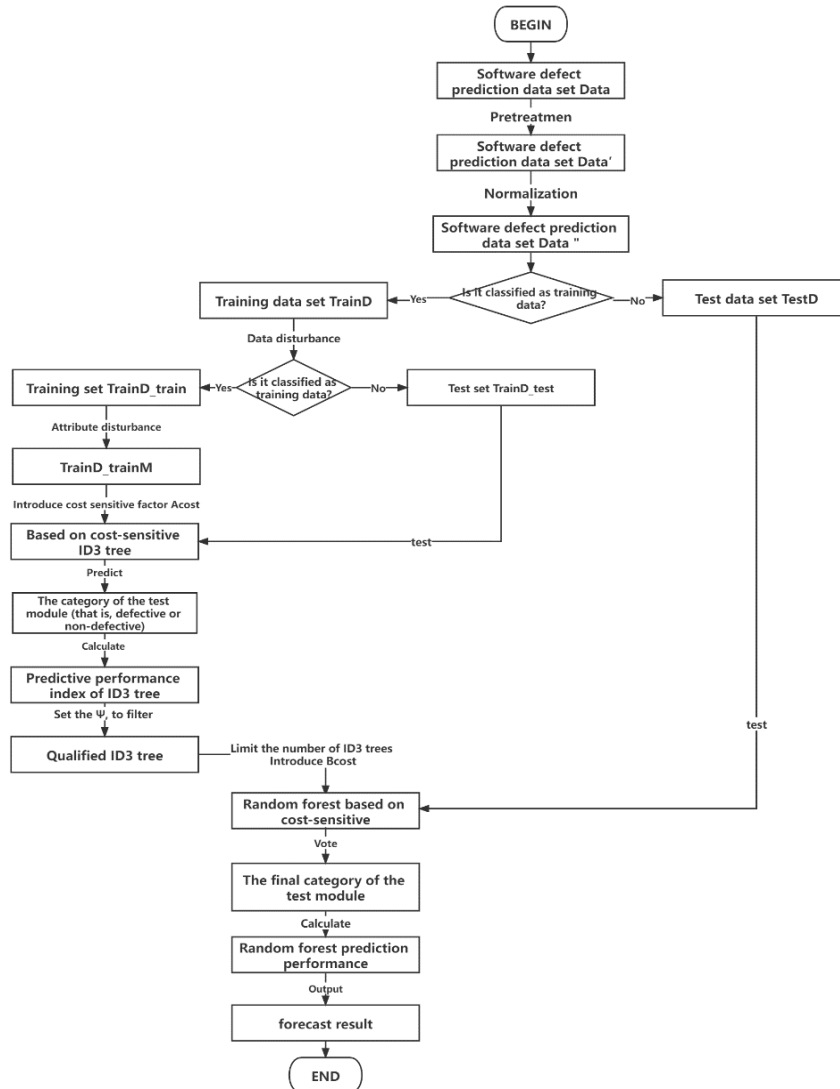 BEGIN
Software defect
prediction data set Data
Pretreatmen
Software defect
prediction data set Data'
Normalization
Software defect prediction
data set Data "
Is it classified as training
data?
Yes
No
Training data set TrainD
Test data set TestD
Data disturbance
Is it classified as
training data?
Yes
No
Training set TrainD_train
Test set TrainD_test
Attribute disturbance
TrainD_trainM
Introduce cost sensitive factor Acost
Based on cost-sensitive
ID3 tree
test
Predict
The category of the test
module (that is, defective or
non-defective)
Calculate
Predictive performance
index of ID3 tree
Set the Ψ, to filter
test
Qualified ID3 tree
Limit the number of ID3 trees
Introduce Bcost
Random forest based on
cost-sensitive
Vote
The final category of the
test module
Calculate
Random forest prediction
performance
Output
forecast result
END